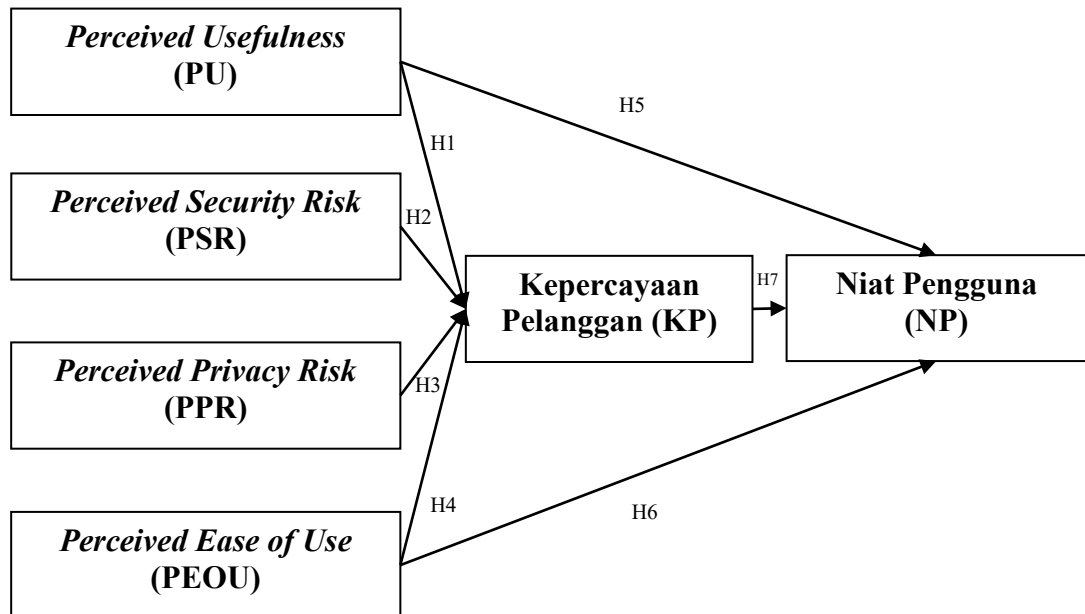 Perceived Usefulness
(PU)
H5
H1
Perceived Security Risk
(PSR)
H2
Kepercayaan
Pelanggan (KP)
H7
Niat Pengguna
(NP)
Perceived Privacy Risk
(PPR)
H3
H4
H6
Perceived Ease of Use
(PEOU)